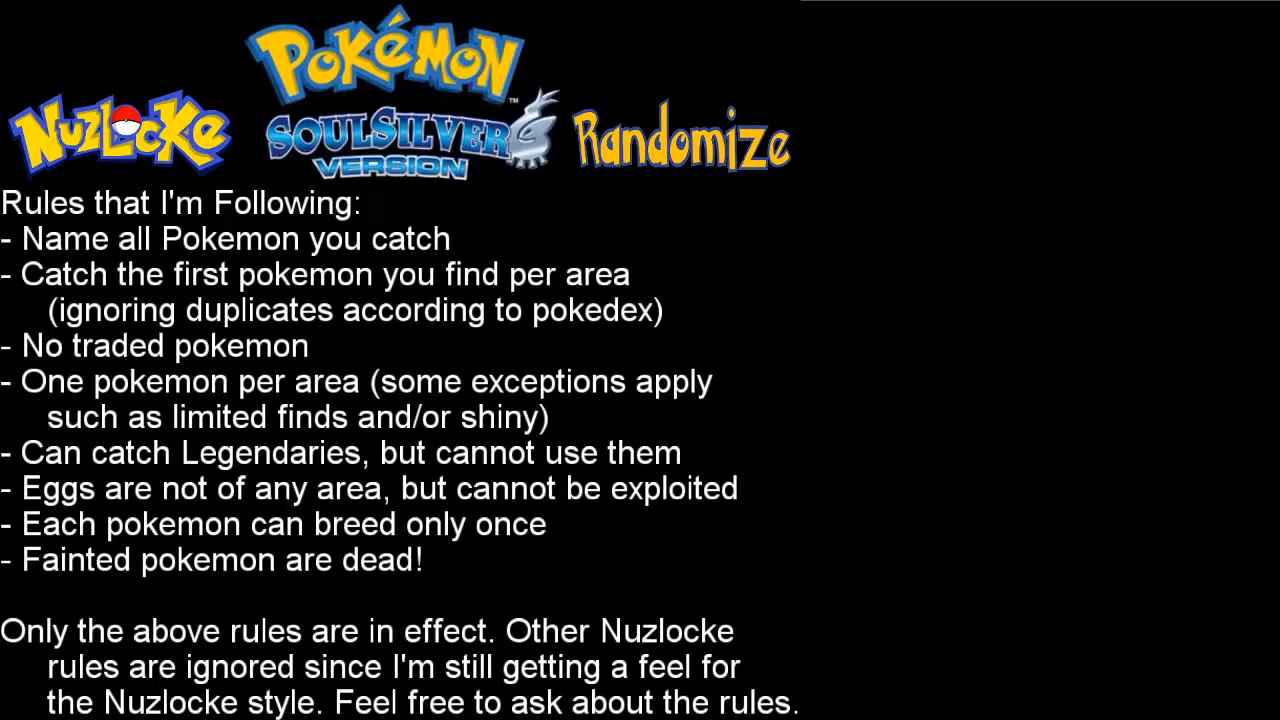 POKéMON
NUZLOCKE SOULSILVER Randomize
VERSION
Rules that I'm Following:
- Name all Pokemon you catch
- Catch the first pokemon you find per area
(ignoring duplicates according to pokedex)
- No traded pokemon
- One pokemon per area (some exceptions apply
such as limited finds and/or shiny)
- Can catch Legendaries, but cannot use them
- Eggs are not of any area, but cannot be exploited
- Each pokemon can breed only once
- Fainted pokemon are dead!
Only the above rules are in effect. Other Nuzlocke
rules are ignored since I'm still getting a feel for
the Nuzlocke style. Feel free to ask about the rules.